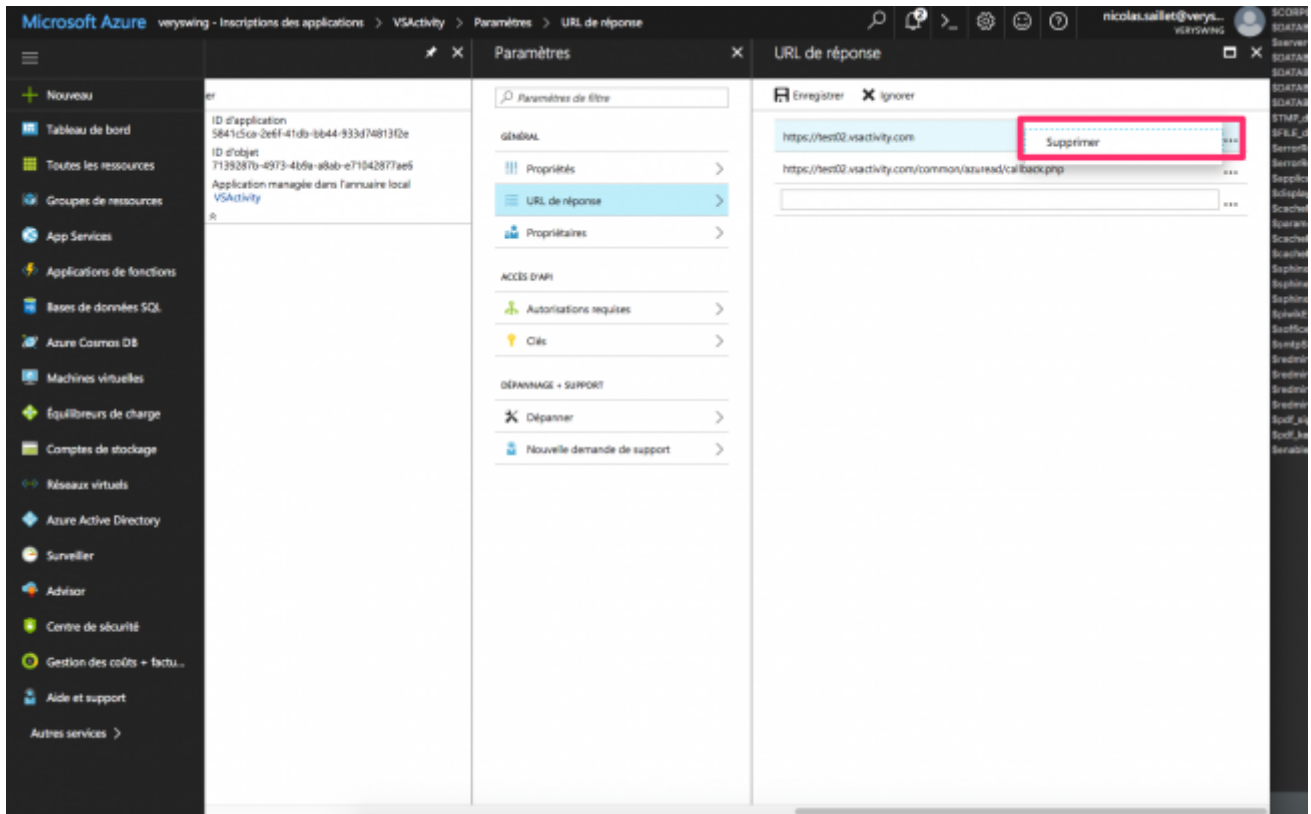 Microsoft Azure veryswing - Inscriptions des applications > VSActivity > Paramètres > URL de réponse
nicolas.saillet@verys...
VERYSWING
Nouveau
Tableau de bord
Toutes les ressources
Groupes de ressources
App Services
Applications de fonctions
Bases de données SQL
Azure Cosmos DB
Machines virtuelles
Équilibreurs de charge
Comptes de stockage
Réseaux virtuels
Azure Active Directory
Surveiller
Advisor
Centre de sécurité
Gestion des coûts + factu...
Aide et support
Autres services >
er
ID d'application
5841c5ca-2e6f-41db-bb44-933d74813f2e
ID d'objet
7139287b-4973-4b9a-a8ab-e71042877ae6
Application managée dans l'annuaire local
VSActivity
Paramètres
Paramètres de filtre
GÉNÉRAL
Propriétés
URL de réponse
Propriétaires
ACCÈS D'API
Autorisations requises
Clés
DÉPANNAGE + SUPPORT
Dépanner
Nouvelle demande de support
URL de réponse
Enregistrer Ignorer
https://test02.vsactivity.com
Supprimer
https://test02.vsactivity.com/common/azuread/callback.php